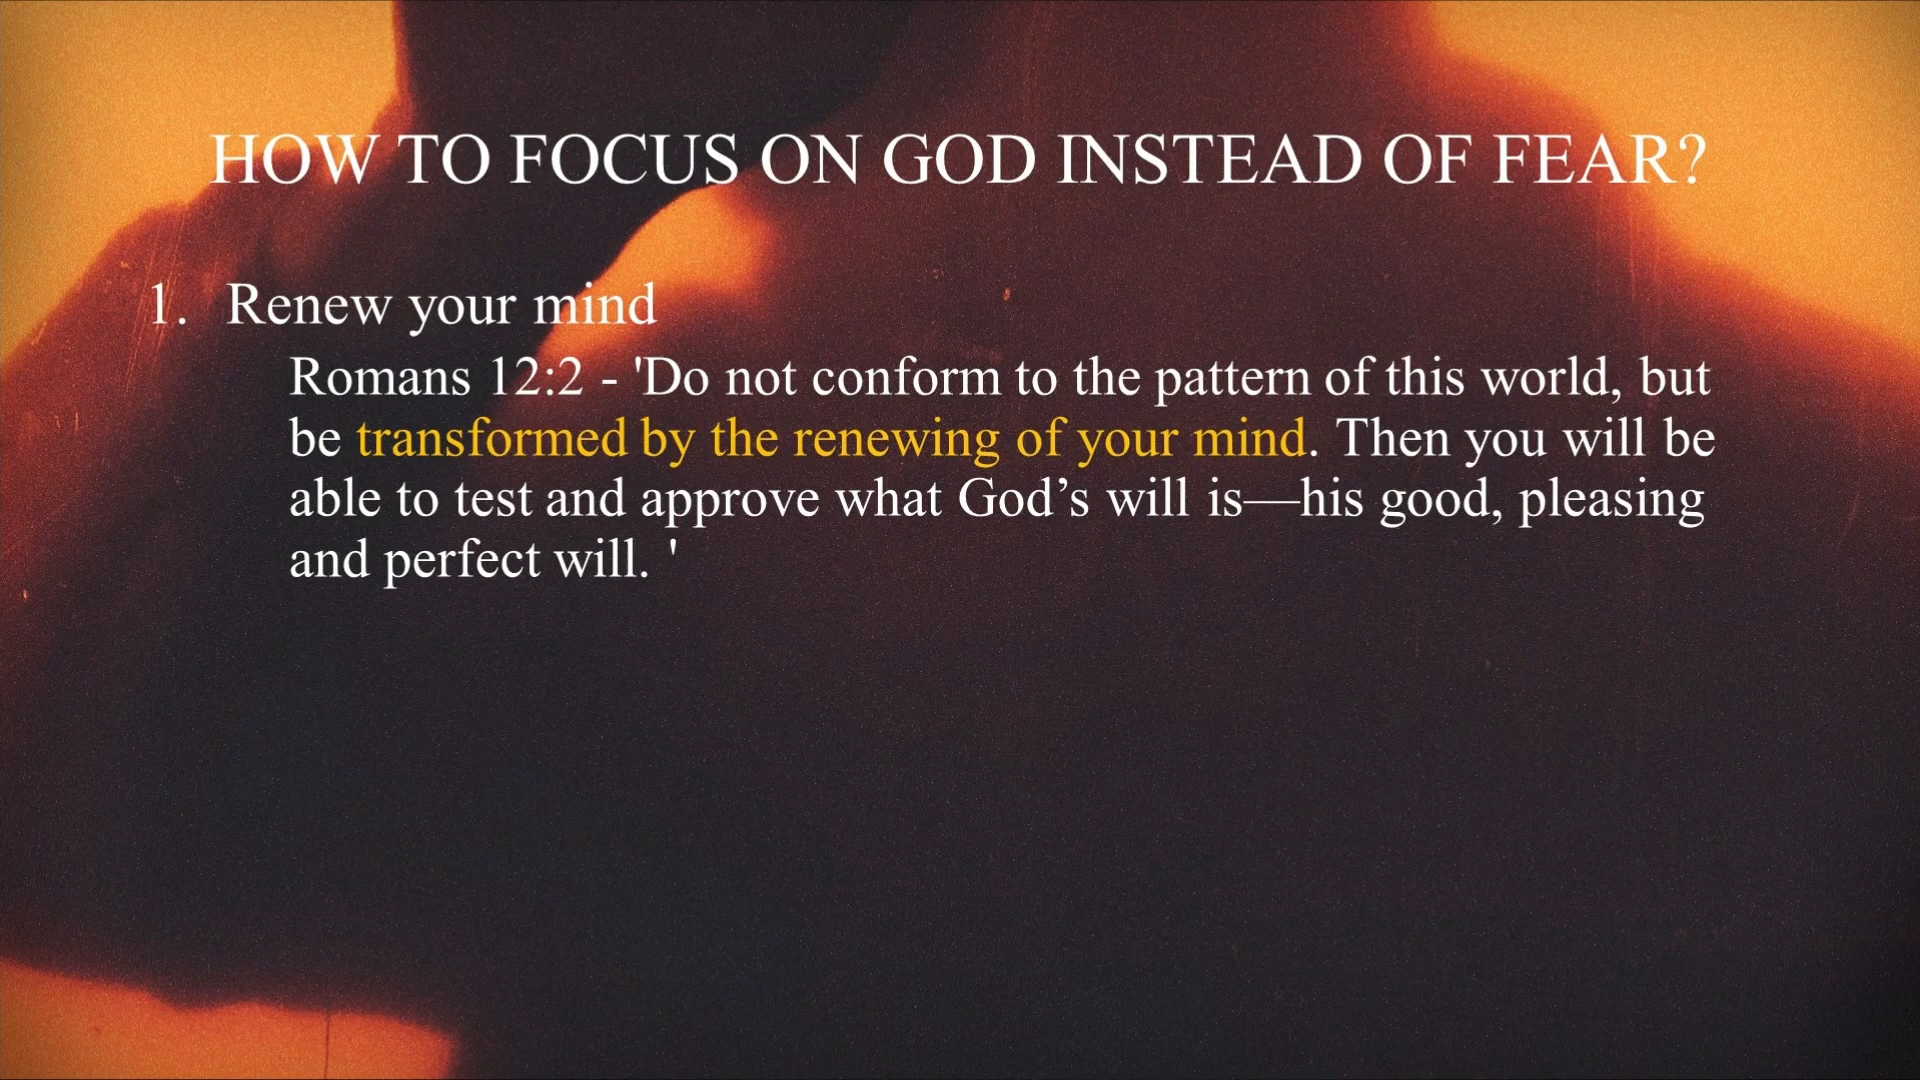 HOW TO FOCUS ON GOD INSTEAD OF FEAR?
1. Renew your mind
Romans 12:2 - 'Do not conform to the pattern of this world, but
be transformed by the renewing of your mind. Then you will be
able to test and approve what God’s will is—his good, pleasing
and perfect will. '